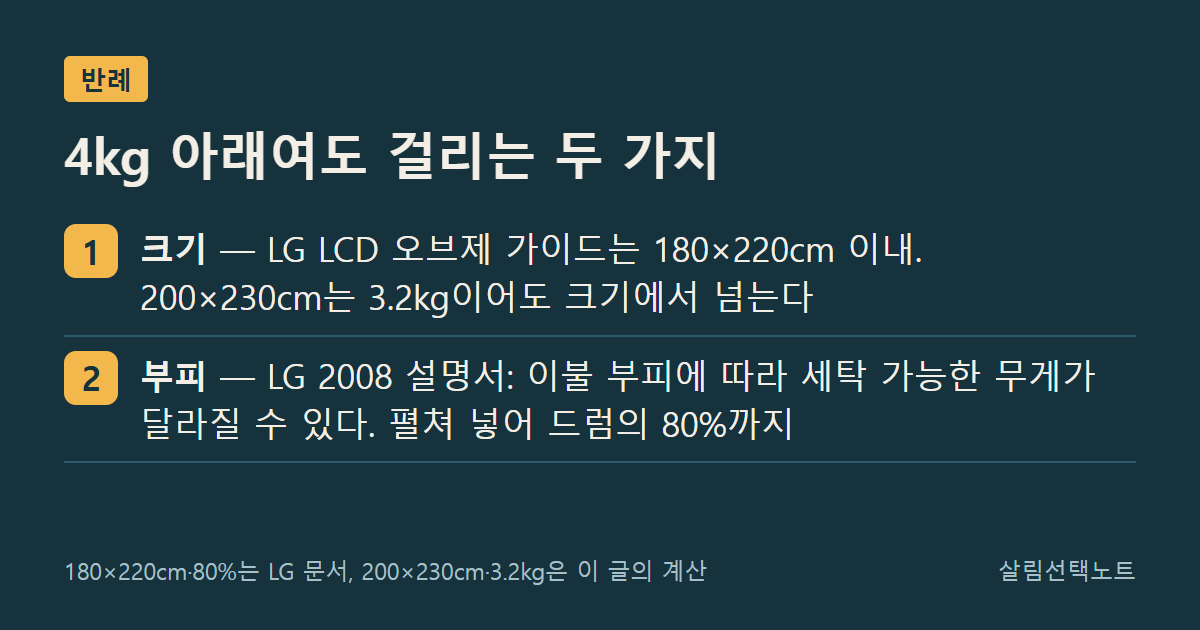 반례
4kg 아래여도 걸리는 두 가지
1 크기 — LG LCD 오브제 가이드는 180×220cm 이내.
200×230cm는 3.2kg이어도 크기에서 넘는다
2 부피 — LG 2008 설명서: 이불 부피에 따라 세탁 가능한 무게가
달라질 수 있다. 펼쳐 넣어 드럼의 80%까지
180×220cm·80%는 LG 문서, 200×230cm·3.2kg은 이 글의 계산
살림선택노트